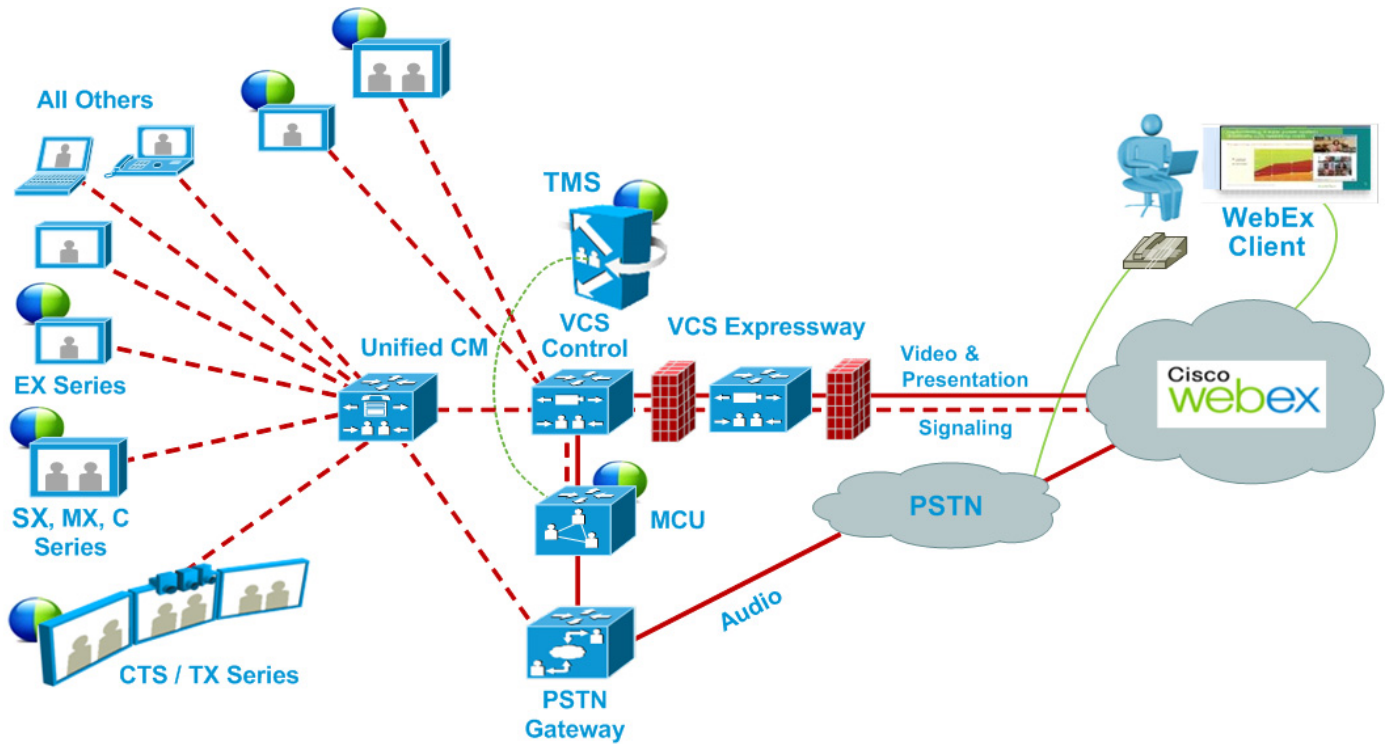 All Others
TMS
WebEx
Client
VCS
Control
VCS Expressway
Unified CM
Video &
Presentation
Cisco
webex
EX Series
Signaling
SX, MX, C
Series
MCU
PSTN
Audio
CTS / TX Series
PSTN
Gateway